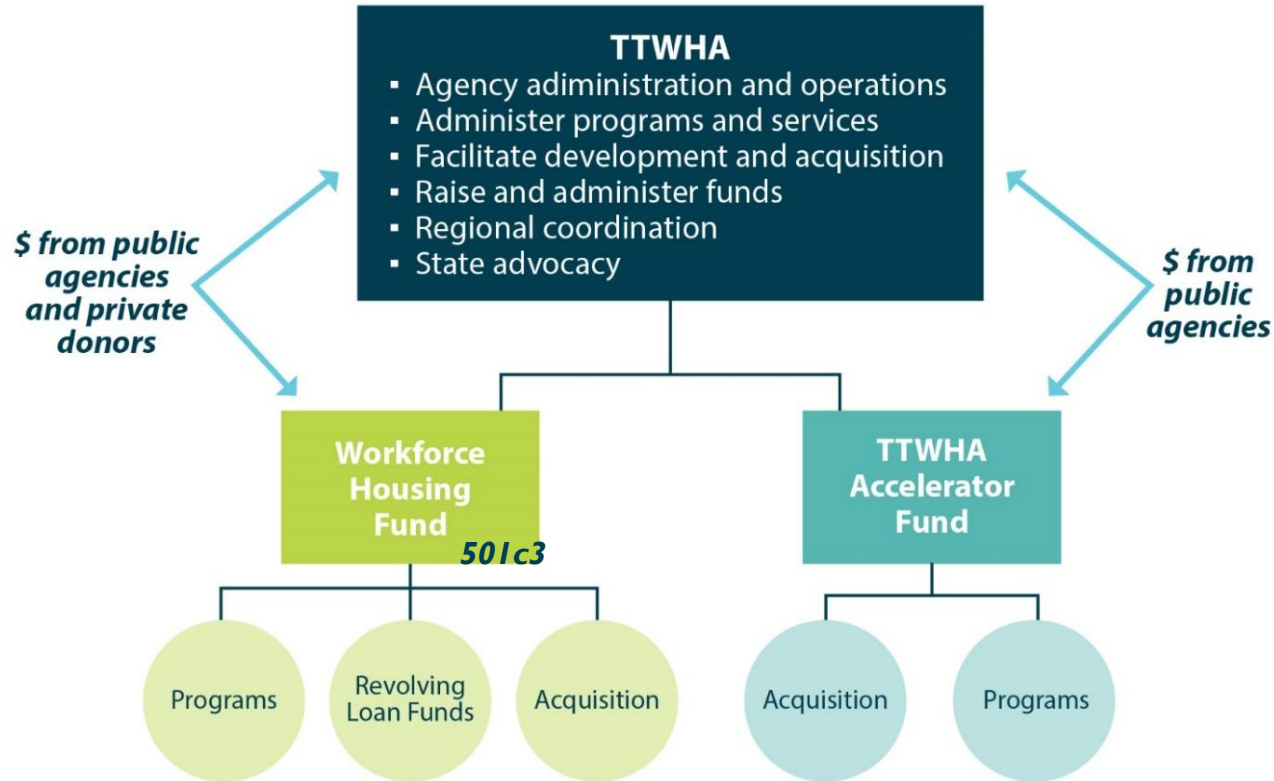 TTWHA
▪ Agency adiministration and operations
▪ Administer programs and services
▪ Facilitate development and acquisition
▪ Raise and administer funds
▪ Regional coordination
▪ State advocacy
$ from public
agencies
and private
donors
$ from
public
agencies
Workforce
Housing
Fund
501c3
TTWHA
Accelerator
Fund
Programs
Revolving
Loan Funds
Acquisition
Acquisition
Programs